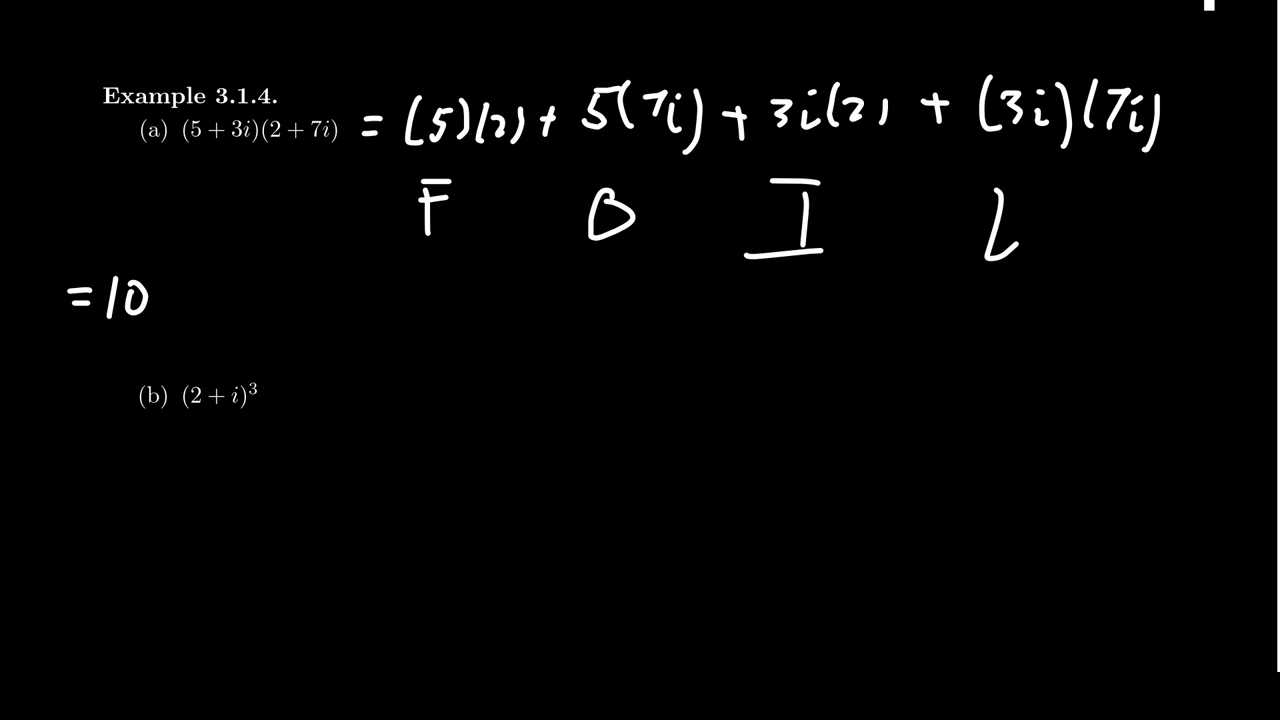 Example 3.1.4.
(a) (5 + 3i)(2 + 7i) = (5)(2) + 5(7i) + 3i(2) + (3i)(7i)
F O I L
= 10
(b) (2 + i)³